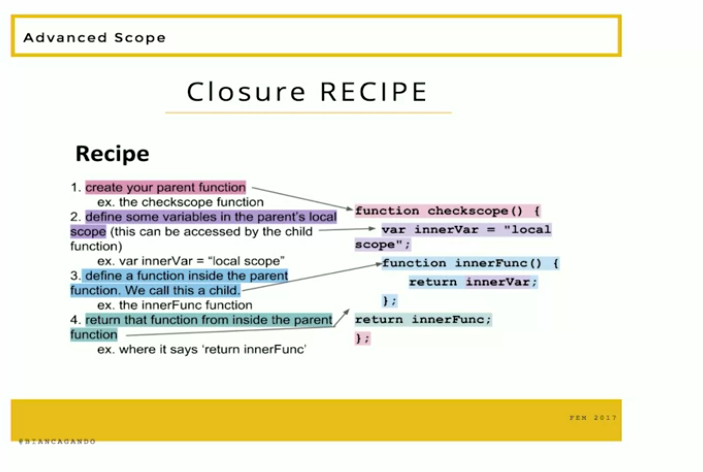 Advanced Scope
Closure RECIPE
Recipe
1. create your parent function
ex. the checkscope function
2. define some variables in the parent's local
scope (this can be accessed by the child
function)
ex. var innerVar = "local scope"
3. define a function inside the parent
function. We call this a child.
ex. the innerFunc function
4. return that function from inside the parent
function
ex. where it says 'return innerFunc'
function checkscope() {
var innerVar = "local
scope";
function innerFunc() {
return innerVar;
};
return innerFunc;
};
FEM 2017
@BIANCAGANDO